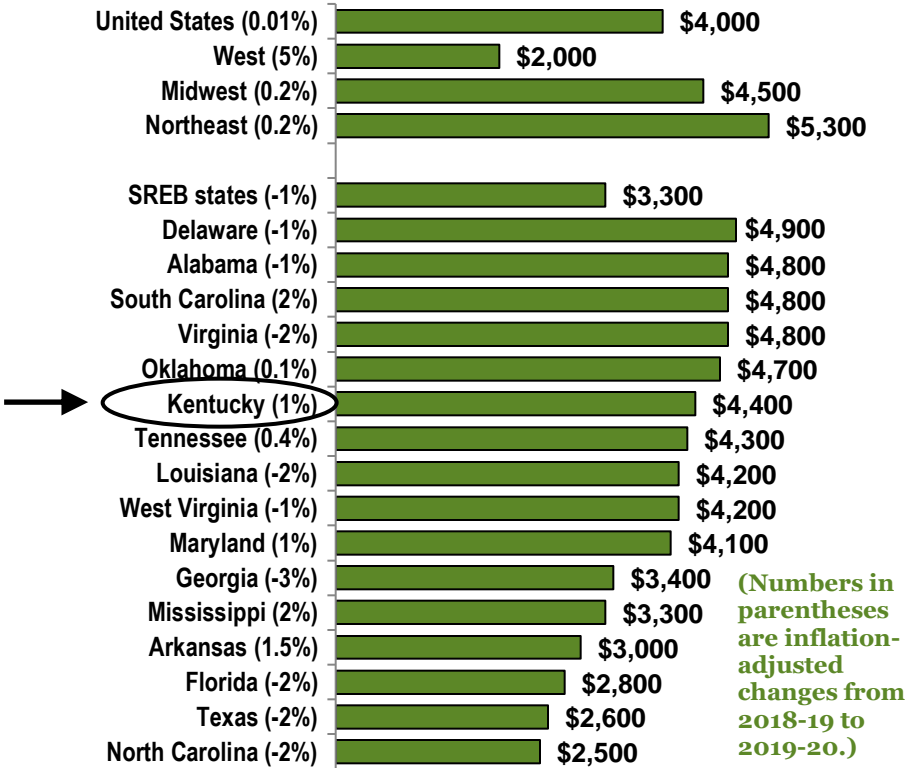 United States (0.01%) $4,000
West (5%) $2,000
Midwest (0.2%) $4,500
Northeast (0.2%) $5,300
SREB states (-1%) $3,300
Delaware (-1%) $4,900
Alabama (-1%) $4,800
South Carolina (2%) $4,800
Virginia (-2%) $4,800
Oklahoma (0.1%) $4,700
Kentucky (1%) $4,400
Tennessee (0.4%) $4,300
Louisiana (-2%) $4,200
West Virginia (-1%) $4,200
Maryland (1%) $4,100
Georgia (-3%) $3,400
Mississippi (2%) $3,300
Arkansas (1.5%) $3,000
Florida (-2%) $2,800
Texas (-2%) $2,600
North Carolina (-2%) $2,500
(Numbers in
parentheses
are inflation-
adjusted
changes from
2018-19 to
2019-20.)